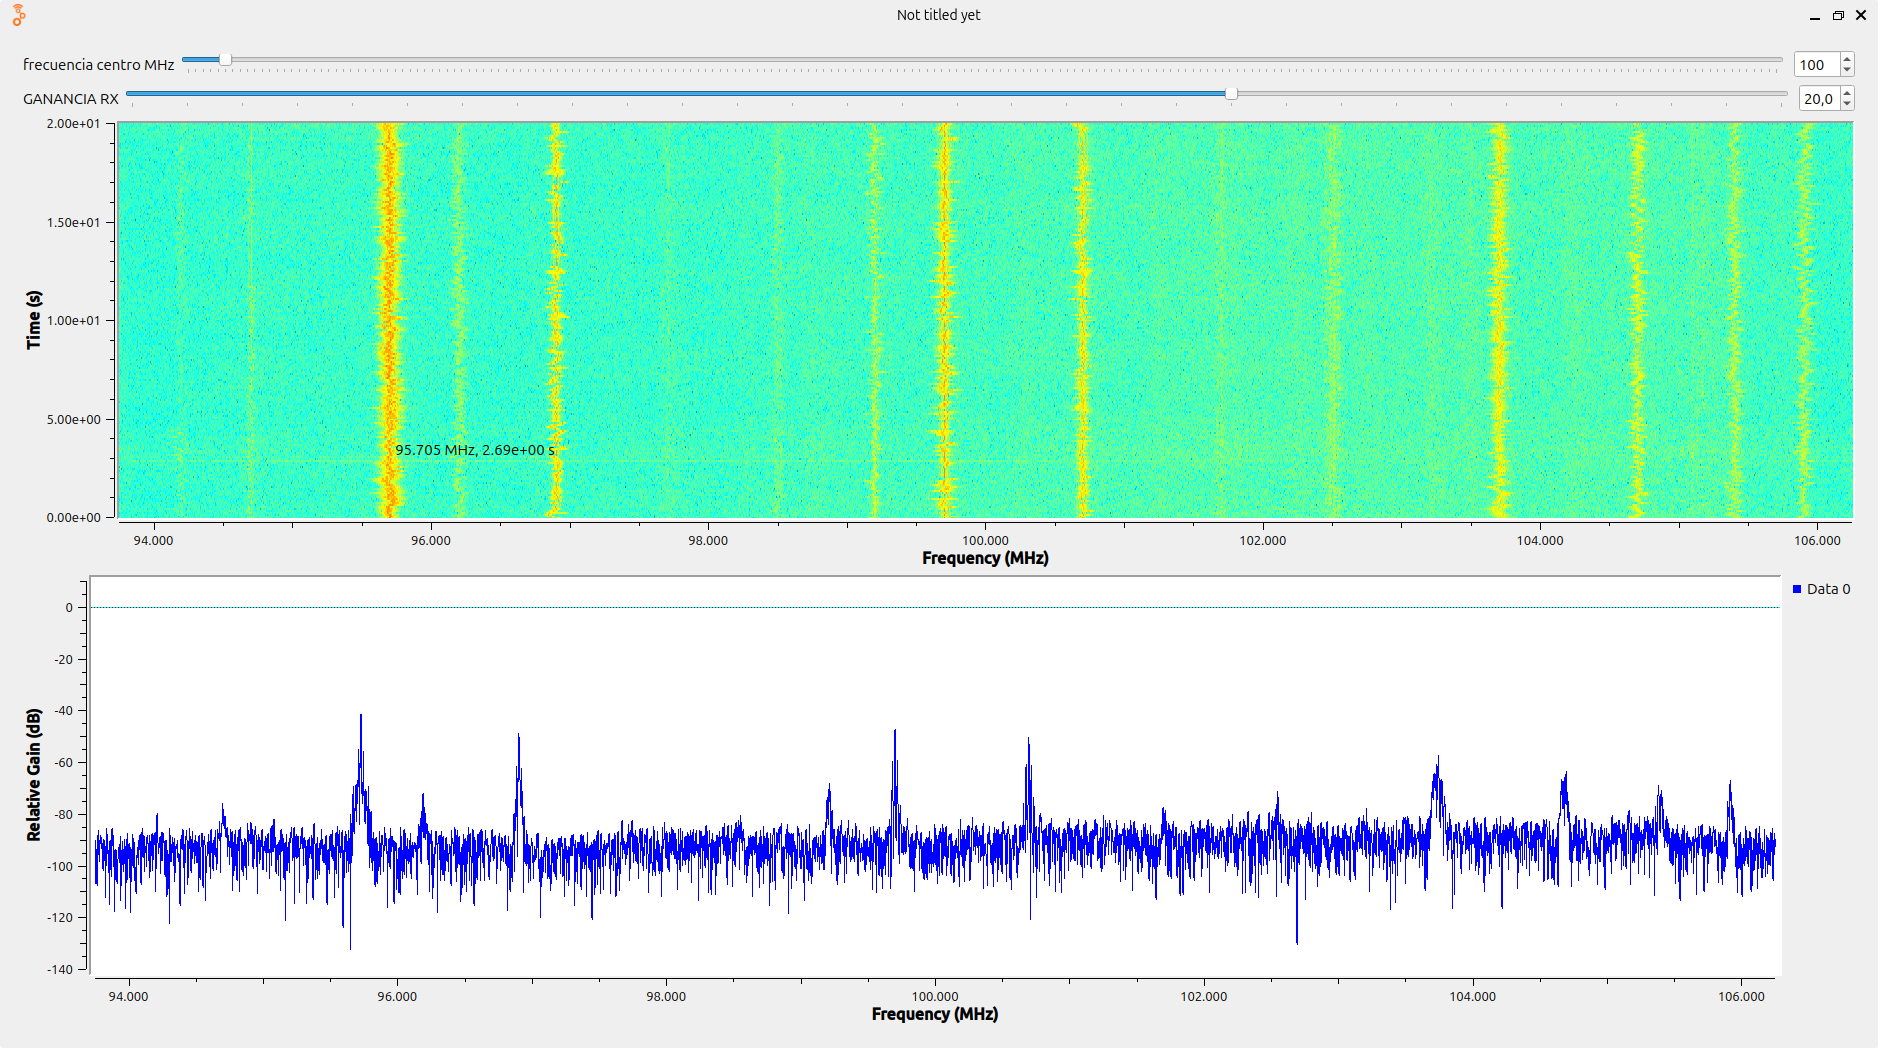 Not titled yet
frecuencia centro MHz 100
GANANCIA RX 20,0
2.00e+01
1.50e+01
1.00e+01
5.00e+00
0.00e+00
Time (s)
95.705 MHz, 2.69e+00 s
94.000 96.000 98.000 100.000 102.000 104.000 106.000
Frequency (MHz)
Data 0
0
-20
-40
-60
-80
-100
-120
-140
Relative Gain (dB)
94.000 96.000 98.000 100.000 102.000 104.000 106.000
Frequency (MHz)